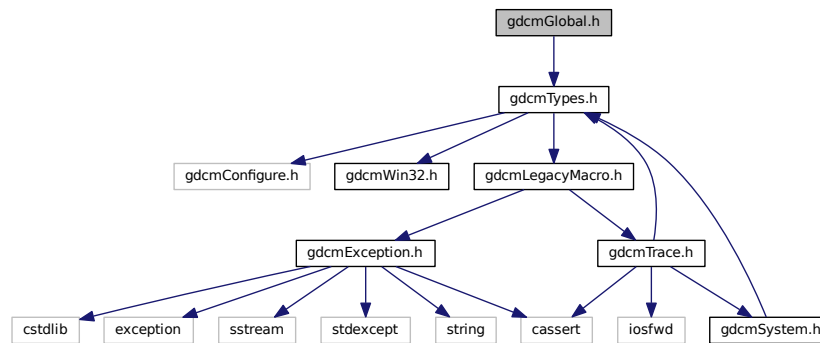 gdcmGlobal.h
gdcmTypes.h
gdcmConfigure.h
gdcmWin32.h
gdcmLegacyMacro.h
gdcmException.h
gdcmTrace.h
cstdlib
exception
sstream
stdexcept
string
cassert
iosfwd
gdcmSystem.h